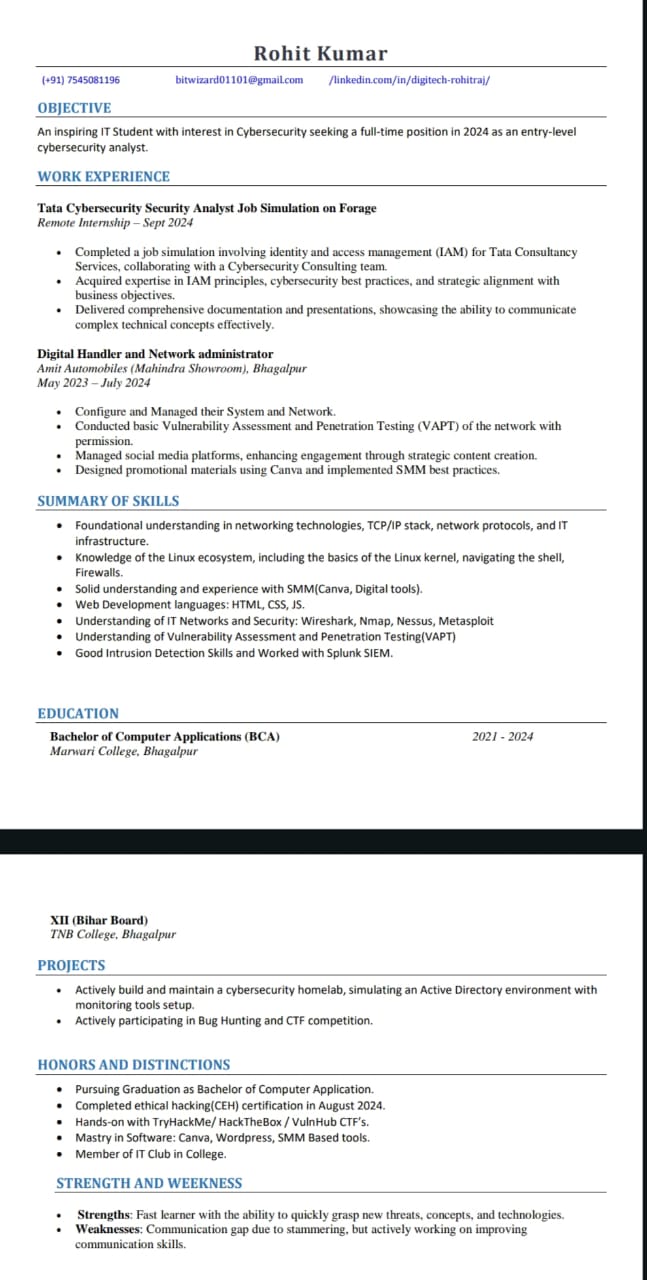 Rohit Kumar
(+91) 7545081196 bitwizard01101@gmail.com /linkedin.com/in/digitech-rohitraj/
OBJECTIVE
An inspiring IT Student with interest in Cybersecurity seeking a full-time position in 2024 as an entry-level
cybersecurity analyst.
WORK EXPERIENCE
Tata Cybersecurity Security Analyst Job Simulation on Forage
Remote Internship – Sept 2024
• Completed a job simulation involving identity and access management (IAM) for Tata Consultancy
Services, collaborating with a Cybersecurity Consulting team.
• Acquired expertise in IAM principles, cybersecurity best practices, and strategic alignment with
business objectives.
• Delivered comprehensive documentation and presentations, showcasing the ability to communicate
complex technical concepts effectively.
Digital Handler and Network administrator
Amit Automobiles (Mahindra Showroom), Bhagalpur
May 2023 – July 2024
• Configure and Managed their System and Network.
• Conducted basic Vulnerability Assessment and Penetration Testing (VAPT) of the network with
permission.
• Managed social media platforms, enhancing engagement through strategic content creation.
• Designed promotional materials using Canva and implemented SMM best practices.
SUMMARY OF SKILLS
• Foundational understanding in networking technologies, TCP/IP stack, network protocols, and IT
infrastructure.
• Knowledge of the Linux ecosystem, including the basics of the Linux kernel, navigating the shell,
Firewalls.
• Solid understanding and experience with SMM(Canva, Digital tools).
• Web Development languages: HTML, CSS, JS.
• Understanding of IT Networks and Security: Wireshark, Nmap, Nessus, Metasploit
• Understanding of Vulnerability Assessment and Penetration Testing(VAPT)
• Good Intrusion Detection Skills and Worked with Splunk SIEM.
EDUCATION
Bachelor of Computer Applications (BCA) 2021 - 2024
Marwari College, Bhagalpur
XII (Bihar Board)
TNB College, Bhagalpur
PROJECTS
• Actively build and maintain a cybersecurity homelab, simulating an Active Directory environment with
monitoring tools setup.
• Actively participating in Bug Hunting and CTF competition.
HONORS AND DISTINCTIONS
• Pursuing Graduation as Bachelor of Computer Application.
• Completed ethical hacking(CEH) certification in August 2024.
• Hands-on with TryHackMe/ HackTheBox / VulnHub CTF's.
• Mastry in Software: Canva, Wordpress, SMM Based tools.
• Member of IT Club in College.
STRENGTH AND WEEKNESS
• Strengths: Fast learner with the ability to quickly grasp new threats, concepts, and technologies.
• Weaknesses: Communication gap due to stammering, but actively working on improving
communication skills.